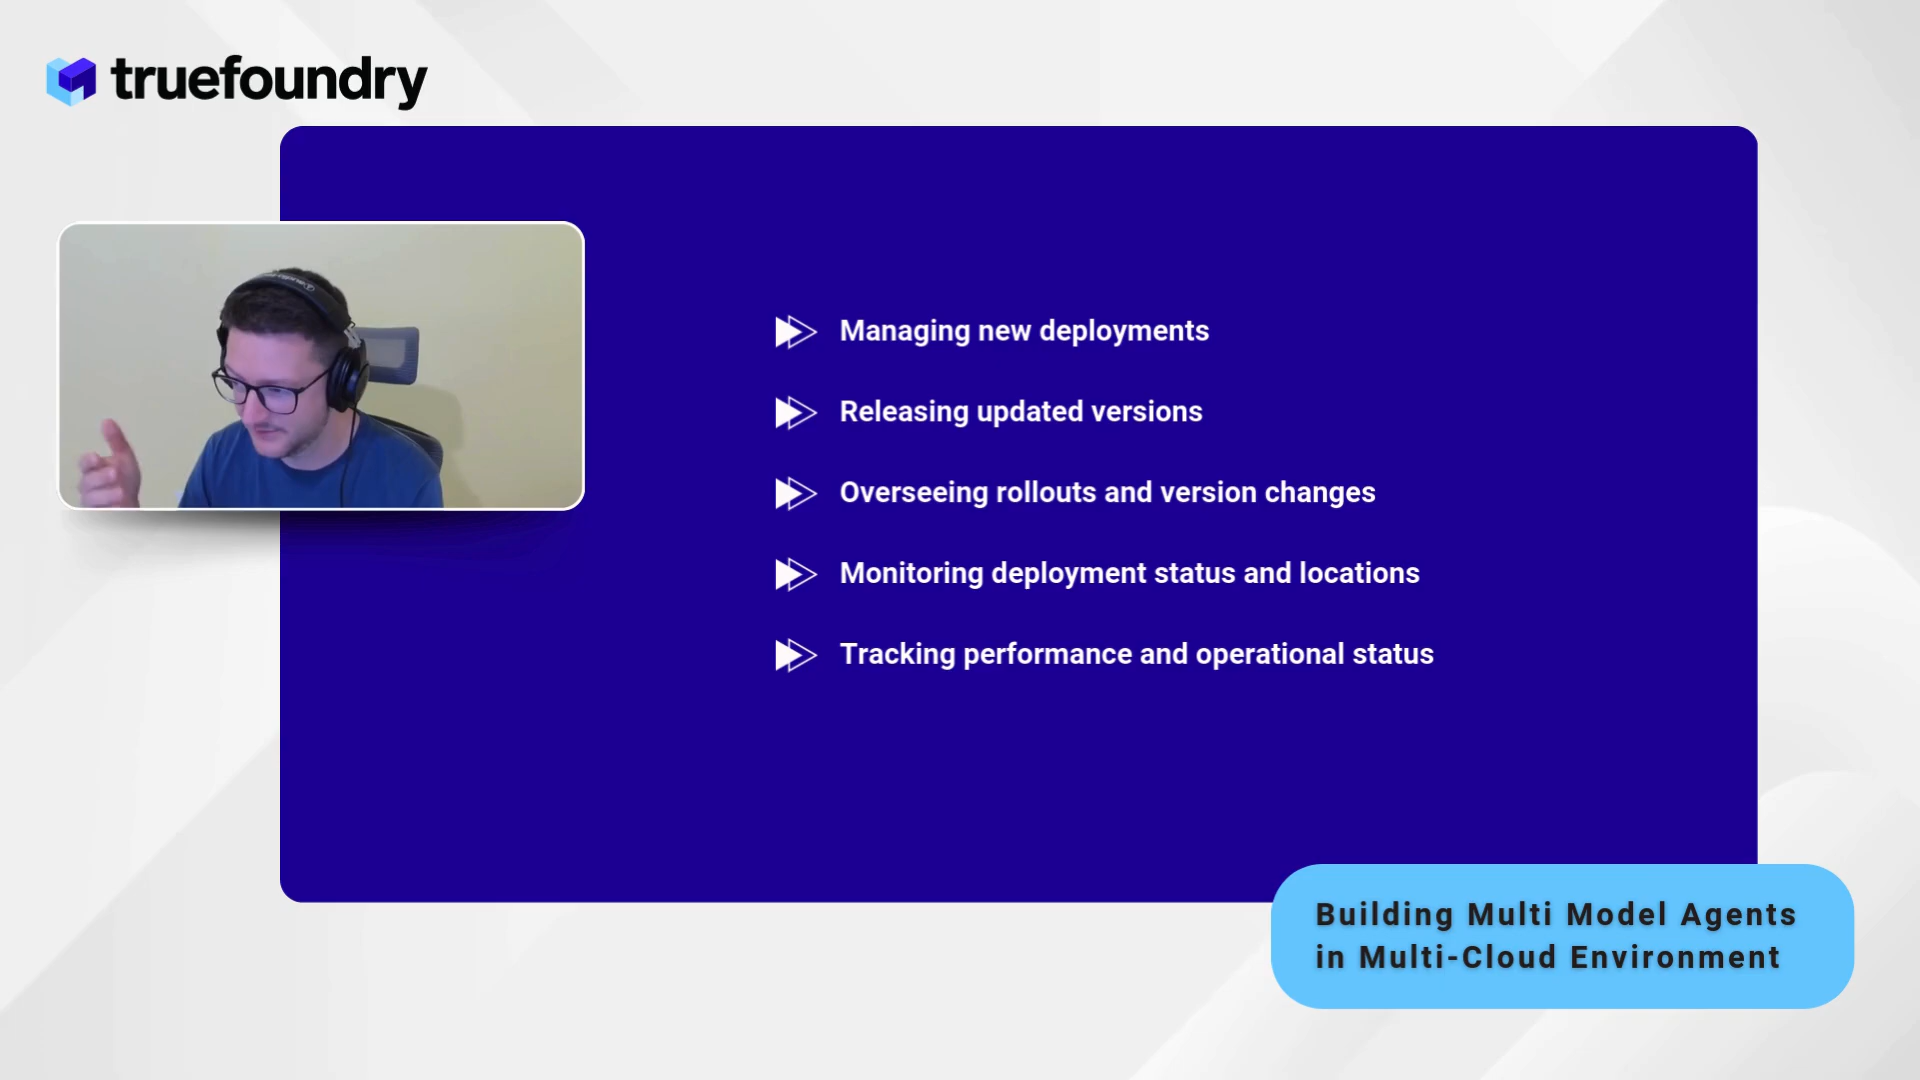 truefoundry
Managing new deployments
Releasing updated versions
Overseeing rollouts and version changes
Monitoring deployment status and locations
Tracking performance and operational status
Building Multi Model Agents
in Multi-Cloud Environment